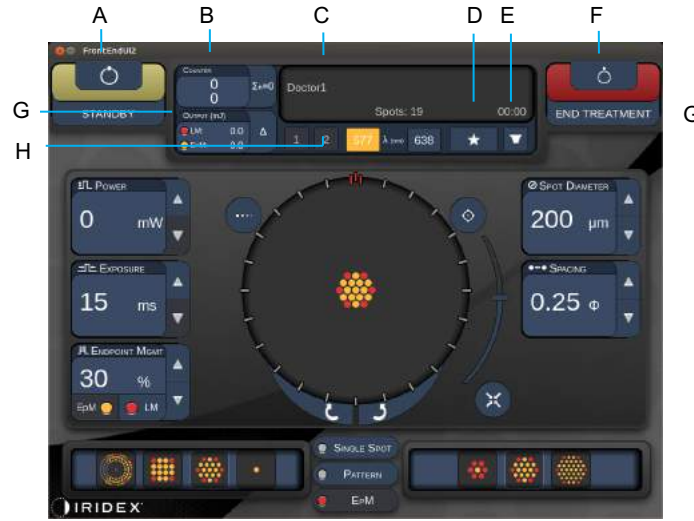 A
B
C
D
E
F
FrontEndUI2
STANDBY
COUNTER
0
0
Σ→0
Doctor1
Spots: 19
00:00
END TREATMENT
G
G
OUTPUT (mJ)
LM: 0.0
EpM: 0.0
Δ
H
1
2
577
λ (nm)
638
POWER
0
mW
SPOT DIAMETER
200
µm
EXPOSURE
15
ms
SPACING
0.25
Φ
ENDPOINT MGMT
30
%
EpM
LM
SINGLE SPOT
PATTERN
EPM
IRIDEX